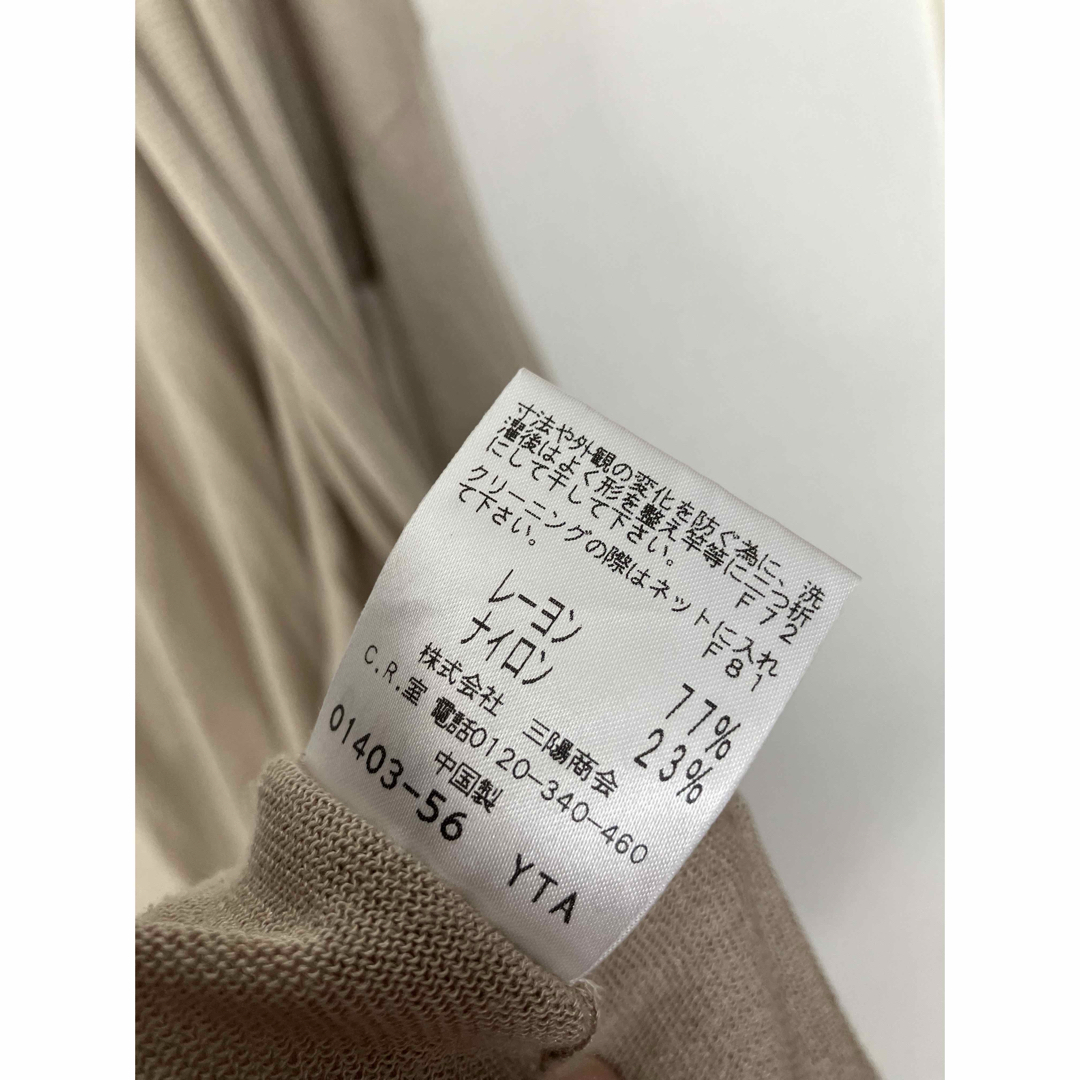 寸法や外観の変化を防ぐ為に、洗
濯後はよく形を整え竿等に二つ折
にして干して下さい。 F72
クリーニングの際はネットに入れ
て下さい。 F81
レーヨン 77%
ナイロン 23%
株式会社 三陽商会
C.R.室 電話0120-340-460
中国製
01403-56 YTA